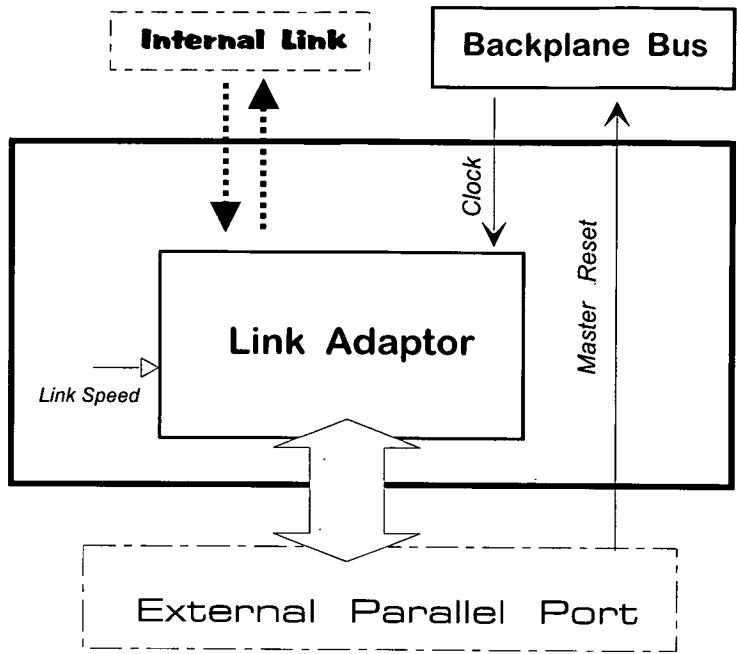 Internal Link
Backplane Bus
Clock
Master Reset
Link Adaptor
Link Speed
External Parallel Port